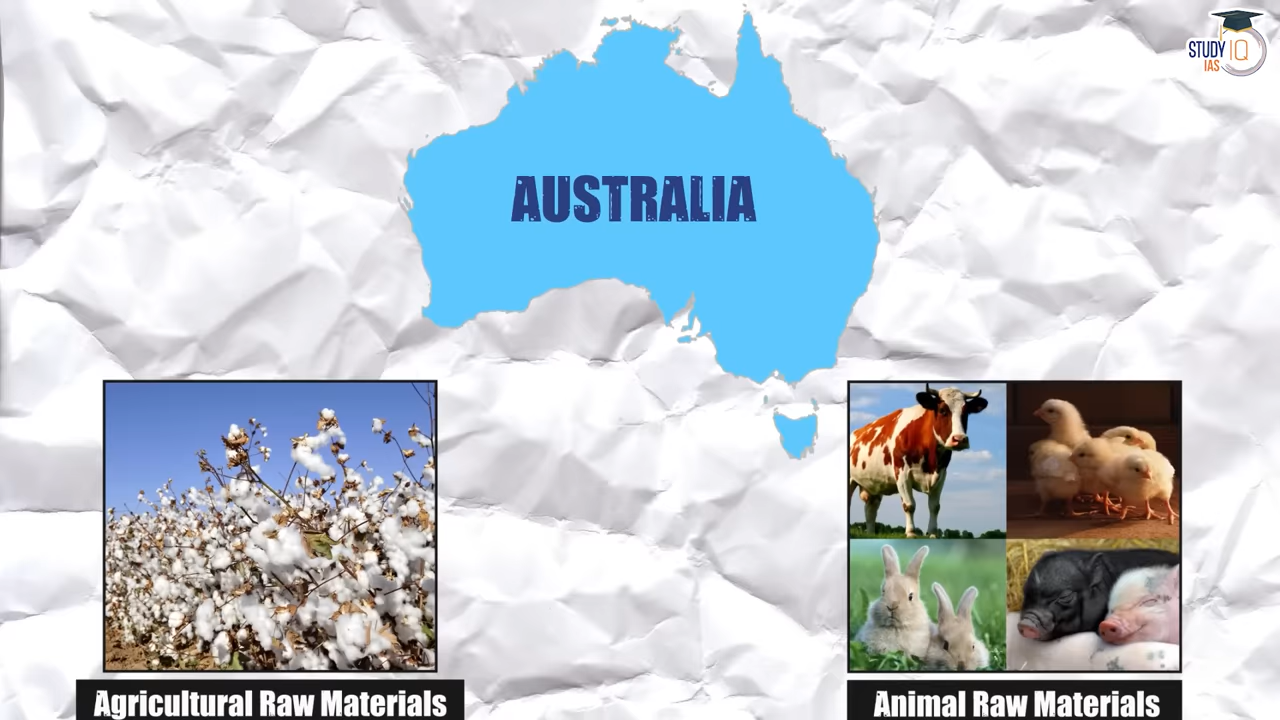 STUDY IQ
IAS
AUSTRALIA
Agricultural Raw Materials
Animal Raw Materials